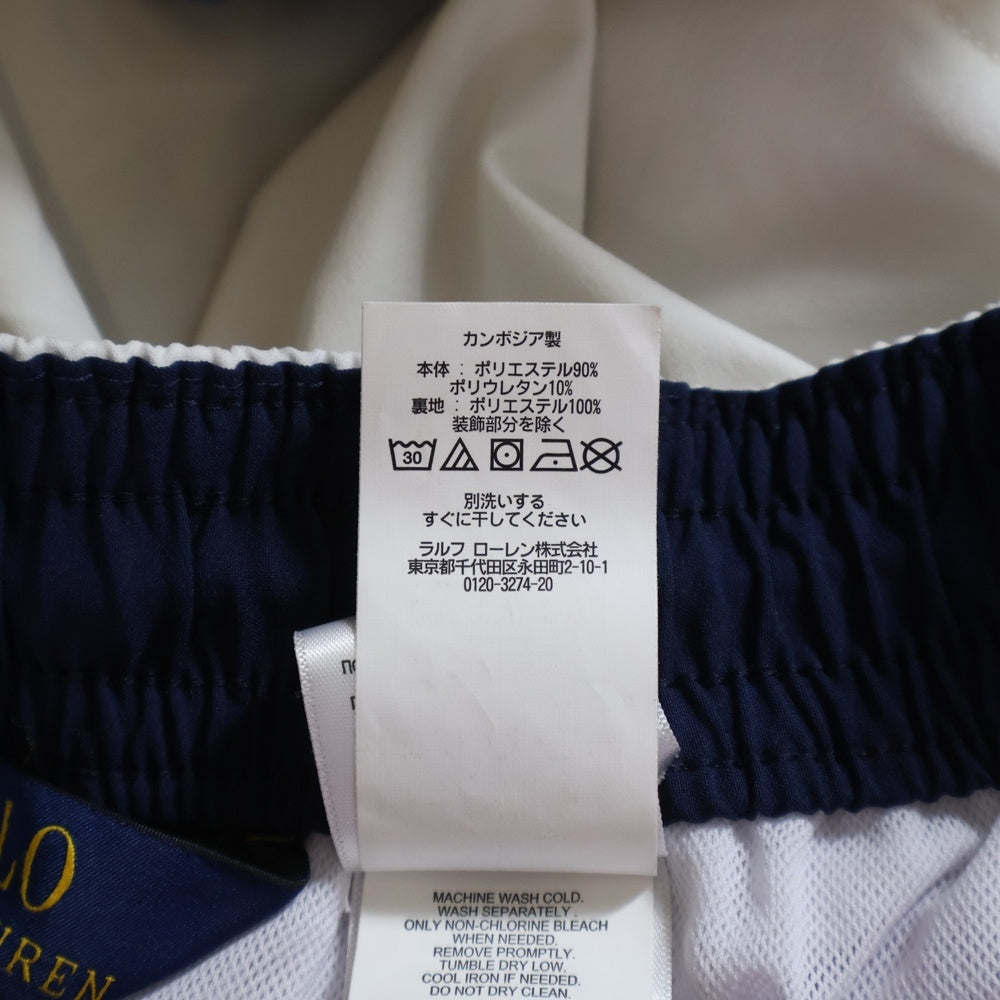 カンボジア製
本体 : ポリエステル90%
ポリウレタン10%
裏地 : ポリエステル100%
装飾部分を除く
30
別洗いする
すぐに干してください
ラルフ ローレン株式会社
東京都千代田区永田町2-10-1
0120-3274-20
MACHINE WASH COLD.
WASH SEPARATELY .
ONLY NON-CHLORINE BLEACH
WHEN NEEDED.
REMOVE PROMPTLY.
TUMBLE DRY LOW.
COOL IRON IF NEEDED.
DO NOT DRY CLEAN.